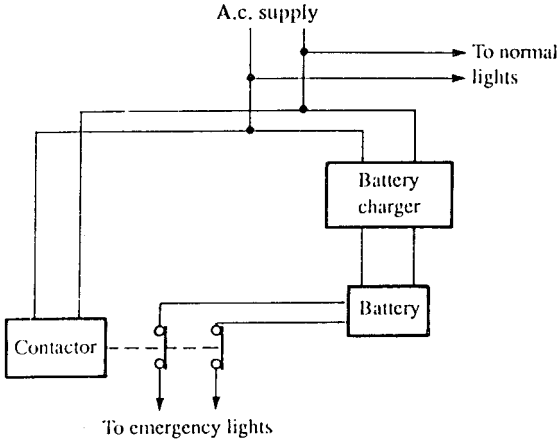 A.c. supply
To normal
lights
Battery
charger
Battery
Contactor
To emergency lights